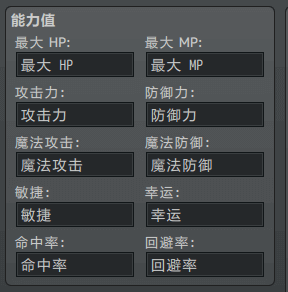 能力值
最大 HP: 最大 MP:
最大 HP 最大 MP
攻击力: 防御力:
攻击力 防御力
魔法攻击: 魔法防御:
魔法攻击 魔法防御
敏捷: 幸运:
敏捷 幸运
命中率: 回避率:
命中率 回避率